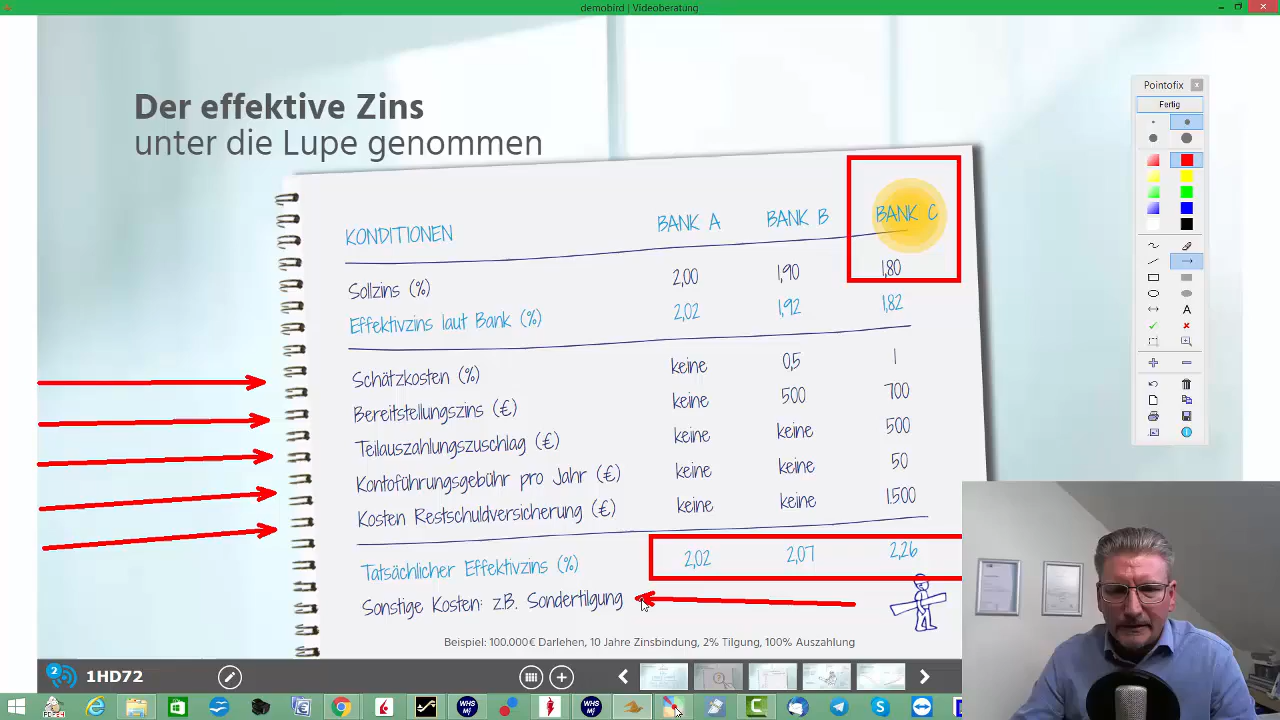 demobird | Videoberatung
Der effektive Zins
unter die Lupe genommen
Pointofix
Fertig
KONDITIONEN BANK A BANK B BANK C
Sollzins (%) 2,00 1,90 1,80
Effektivzins laut Bank (%) 2,02 1,92 1,82
Schätzkosten (%) keine 0,5 1
Bereitstellungszins (€) keine 500 700
Teilauszahlungszuschlag (€) keine keine 500
Kontoführungsgebühr pro Jahr (€) keine keine 50
Kosten Restschuldversicherung (€) keine keine 1.500
Tatsächlicher Effektivzins (%) 2,02 2,07 2,26
Sonstige Kosten: z.B. Sondertilgung
Beispiel: 100.000€ Darlehen, 10 Jahre Zinsbindung, 2% Tilgung, 100% Auszahlung
2 1HD72